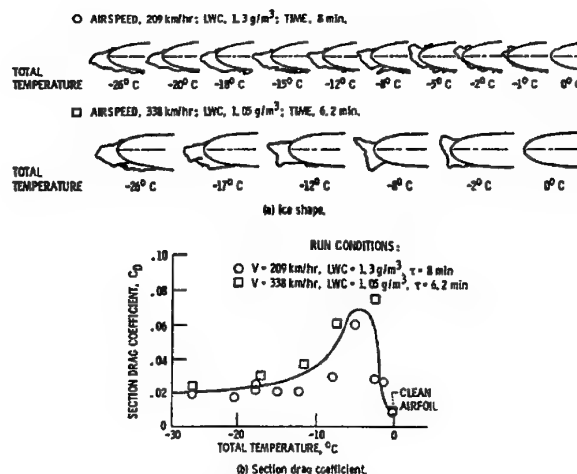 ○ AIRSPEED, 209 km/hr; LWC, 1.3 g/m³; TIME, 8 min.
TOTAL TEMPERATURE
-26° C -20° C -18° C -15° C -12° C -8° C -5° C -2° C -1° C 0° C
□ AIRSPEED, 338 km/hr; LWC, 1.05 g/m³; TIME, 6.2 min.
TOTAL TEMPERATURE
-26° C -17° C -12° C -8° C -2° C 0° C
(a) Ice shape.
RUN CONDITIONS:
○ V = 209 km/hr, LWC = 1.3 g/m³, τ = 8 min
□ V = 338 km/hr, LWC = 1.05 g/m³, τ = 6.2 min
SECTION DRAG COEFFICIENT, C_D
.10
.08
.06
.04
.02
0
-30 -20 -10 0
CLEAN
AIRFOIL
TOTAL TEMPERATURE, °C
(b) Section drag coefficient.